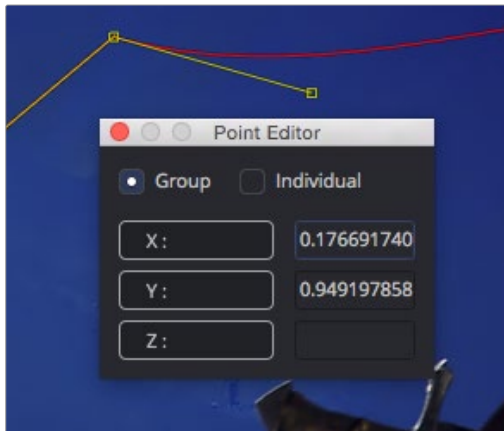 Point Editor
Group Individual
X : 0.176691740
Y : 0.949197858
Z :